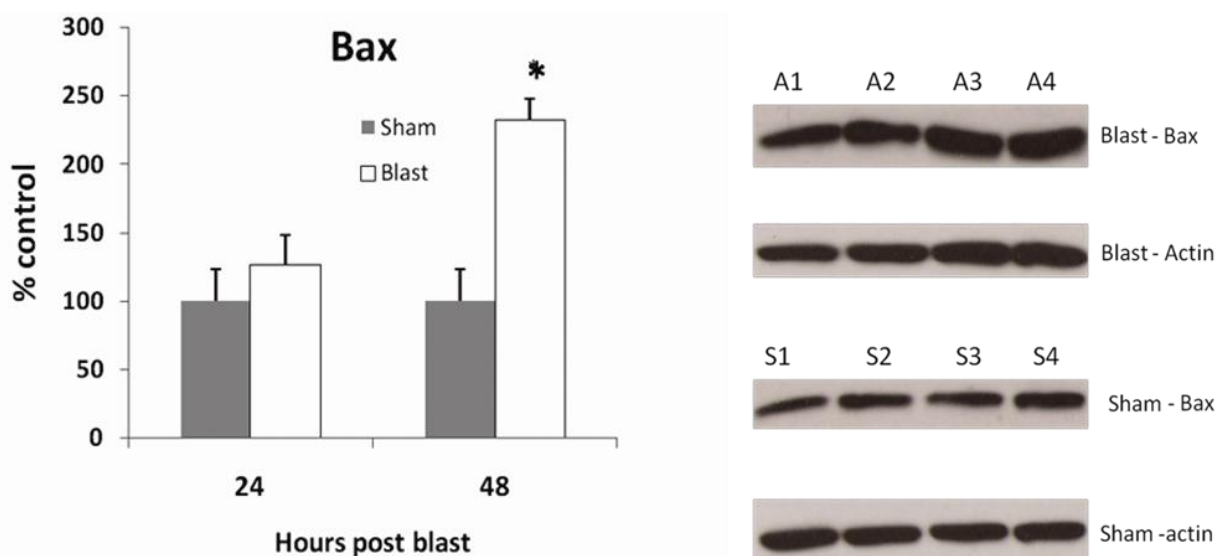 Bax
300
250
200
150
100
50
0
% control
*
Sham
Blast
24 48
Hours post blast
A1 A2 A3 A4
Blast - Bax
Blast - Actin
S1 S2 S3 S4
Sham - Bax
Sham -actin